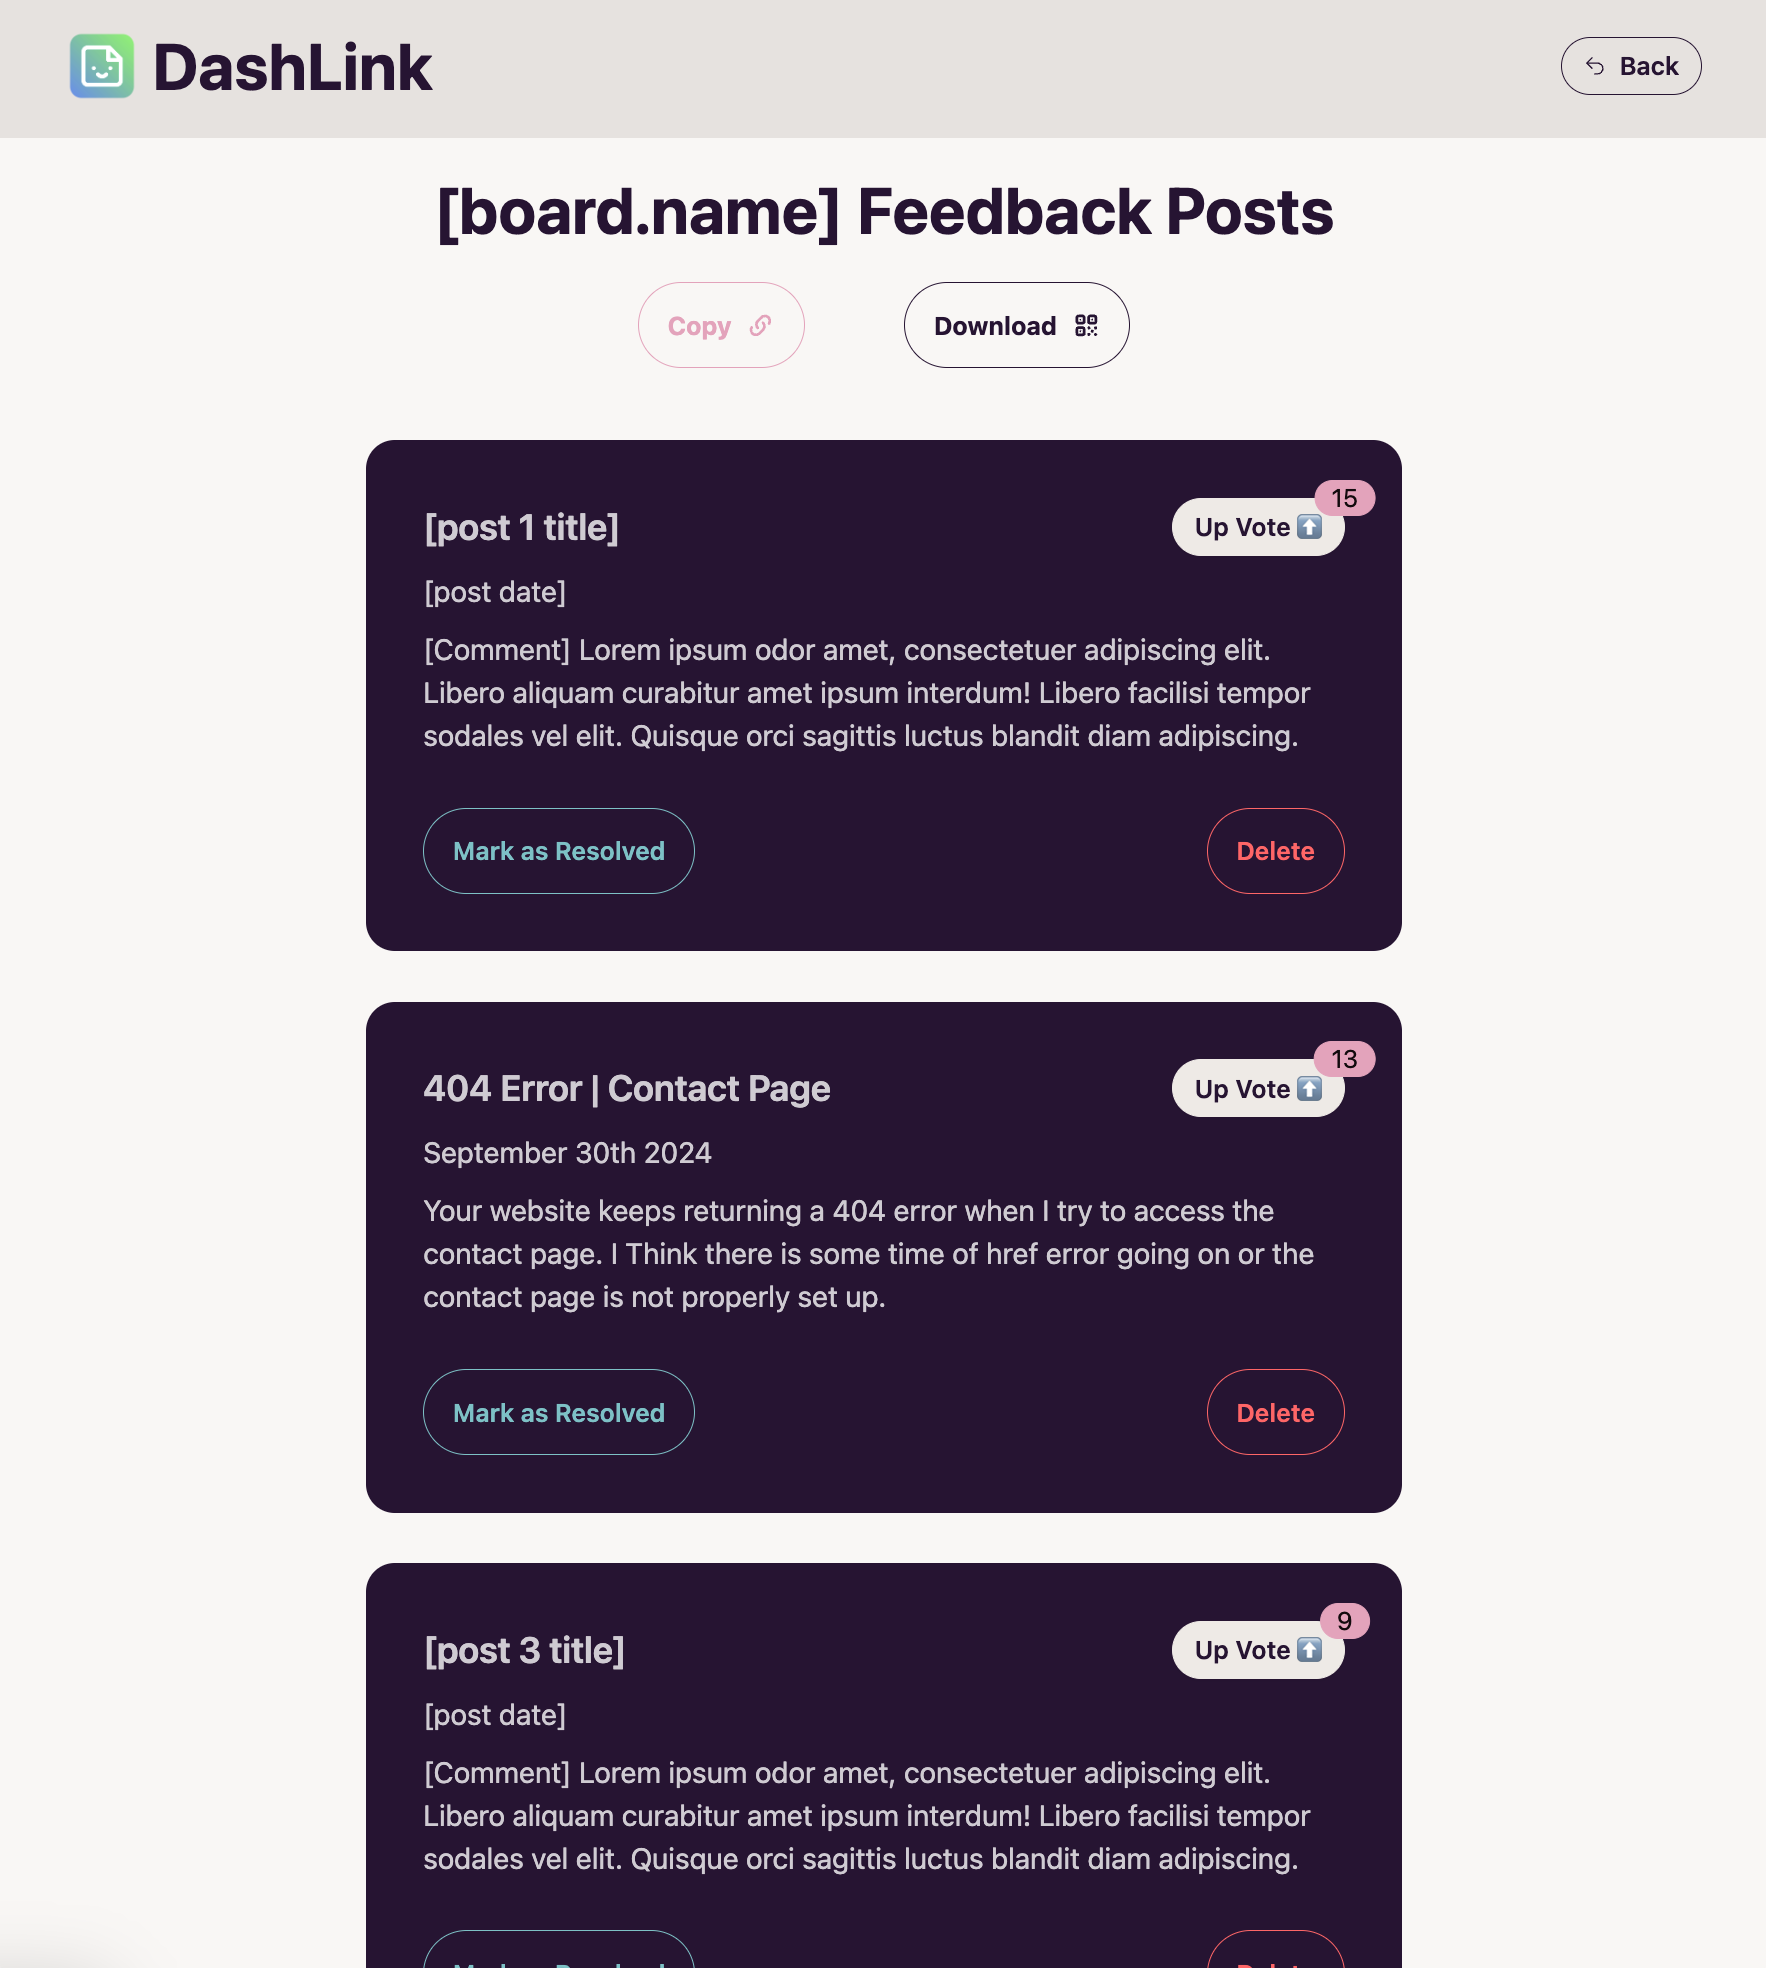 DashLink
Back
[board.name] Feedback Posts
Copy
Download
15
[post 1 title]
Up Vote ⬆️
[post date]
[Comment] Lorem ipsum odor amet, consectetuer adipiscing elit.
Libero aliquam curabitur amet ipsum interdum! Libero facilisi tempor
sodales vel elit. Quisque orci sagittis luctus blandit diam adipiscing.
Mark as Resolved
Delete
13
404 Error | Contact Page
Up Vote ⬆️
September 30th 2024
Your website keeps returning a 404 error when I try to access the
contact page. I Think there is some time of href error going on or the
contact page is not properly set up.
Mark as Resolved
Delete
9
[post 3 title]
Up Vote ⬆️
[post date]
[Comment] Lorem ipsum odor amet, consectetuer adipiscing elit.
Libero aliquam curabitur amet ipsum interdum! Libero facilisi tempor
sodales vel elit. Quisque orci sagittis luctus blandit diam adipiscing.